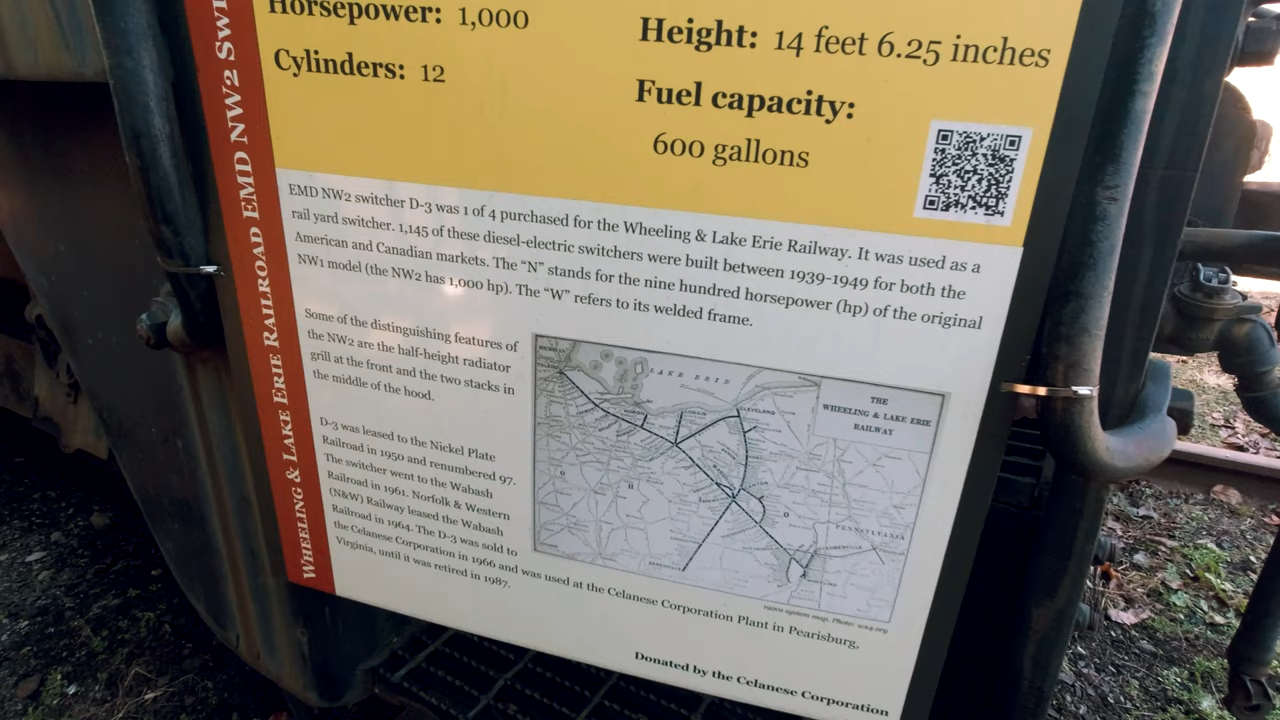 WHEELING & LAKE ERIE RAILROAD EMD NW2 SWI
Horsepower: 1,000
Cylinders: 12
Height: 14 feet 6.25 inches
Fuel capacity:
600 gallons
EMD NW2 switcher D-3 was 1 of 4 purchased for the Wheeling & Lake Erie Railway. It was used as a
rail yard switcher. 1,145 of these diesel-electric switchers were built between 1939-1949 for both the
American and Canadian markets. The “N” stands for the nine hundred horsepower (hp) of the original
NW1 model (the NW2 has 1,000 hp). The “W” refers to its welded frame.
Some of the distinguishing features of
the NW2 are the half-height radiator
grill at the front and the two stacks in
the middle of the hood.
D-3 was leased to the Nickel Plate
Railroad in 1950 and renumbered 97.
The switcher went to the Wabash
Railroad in 1961. Norfolk & Western
(N&W) Railway leased the Wabash
Railroad in 1964. The D-3 was sold to
the Celanese Corporation in 1966 and was used at the Celanese Corporation Plant in Pearisburg,
Virginia, until it was retired in 1987.
LAKE ERIE
THE
WHEELING & LAKE ERIE
RAILWAY
CLEVELAND
O
H
O
PENNSYLVANIA
Donated by the Celanese Corporation